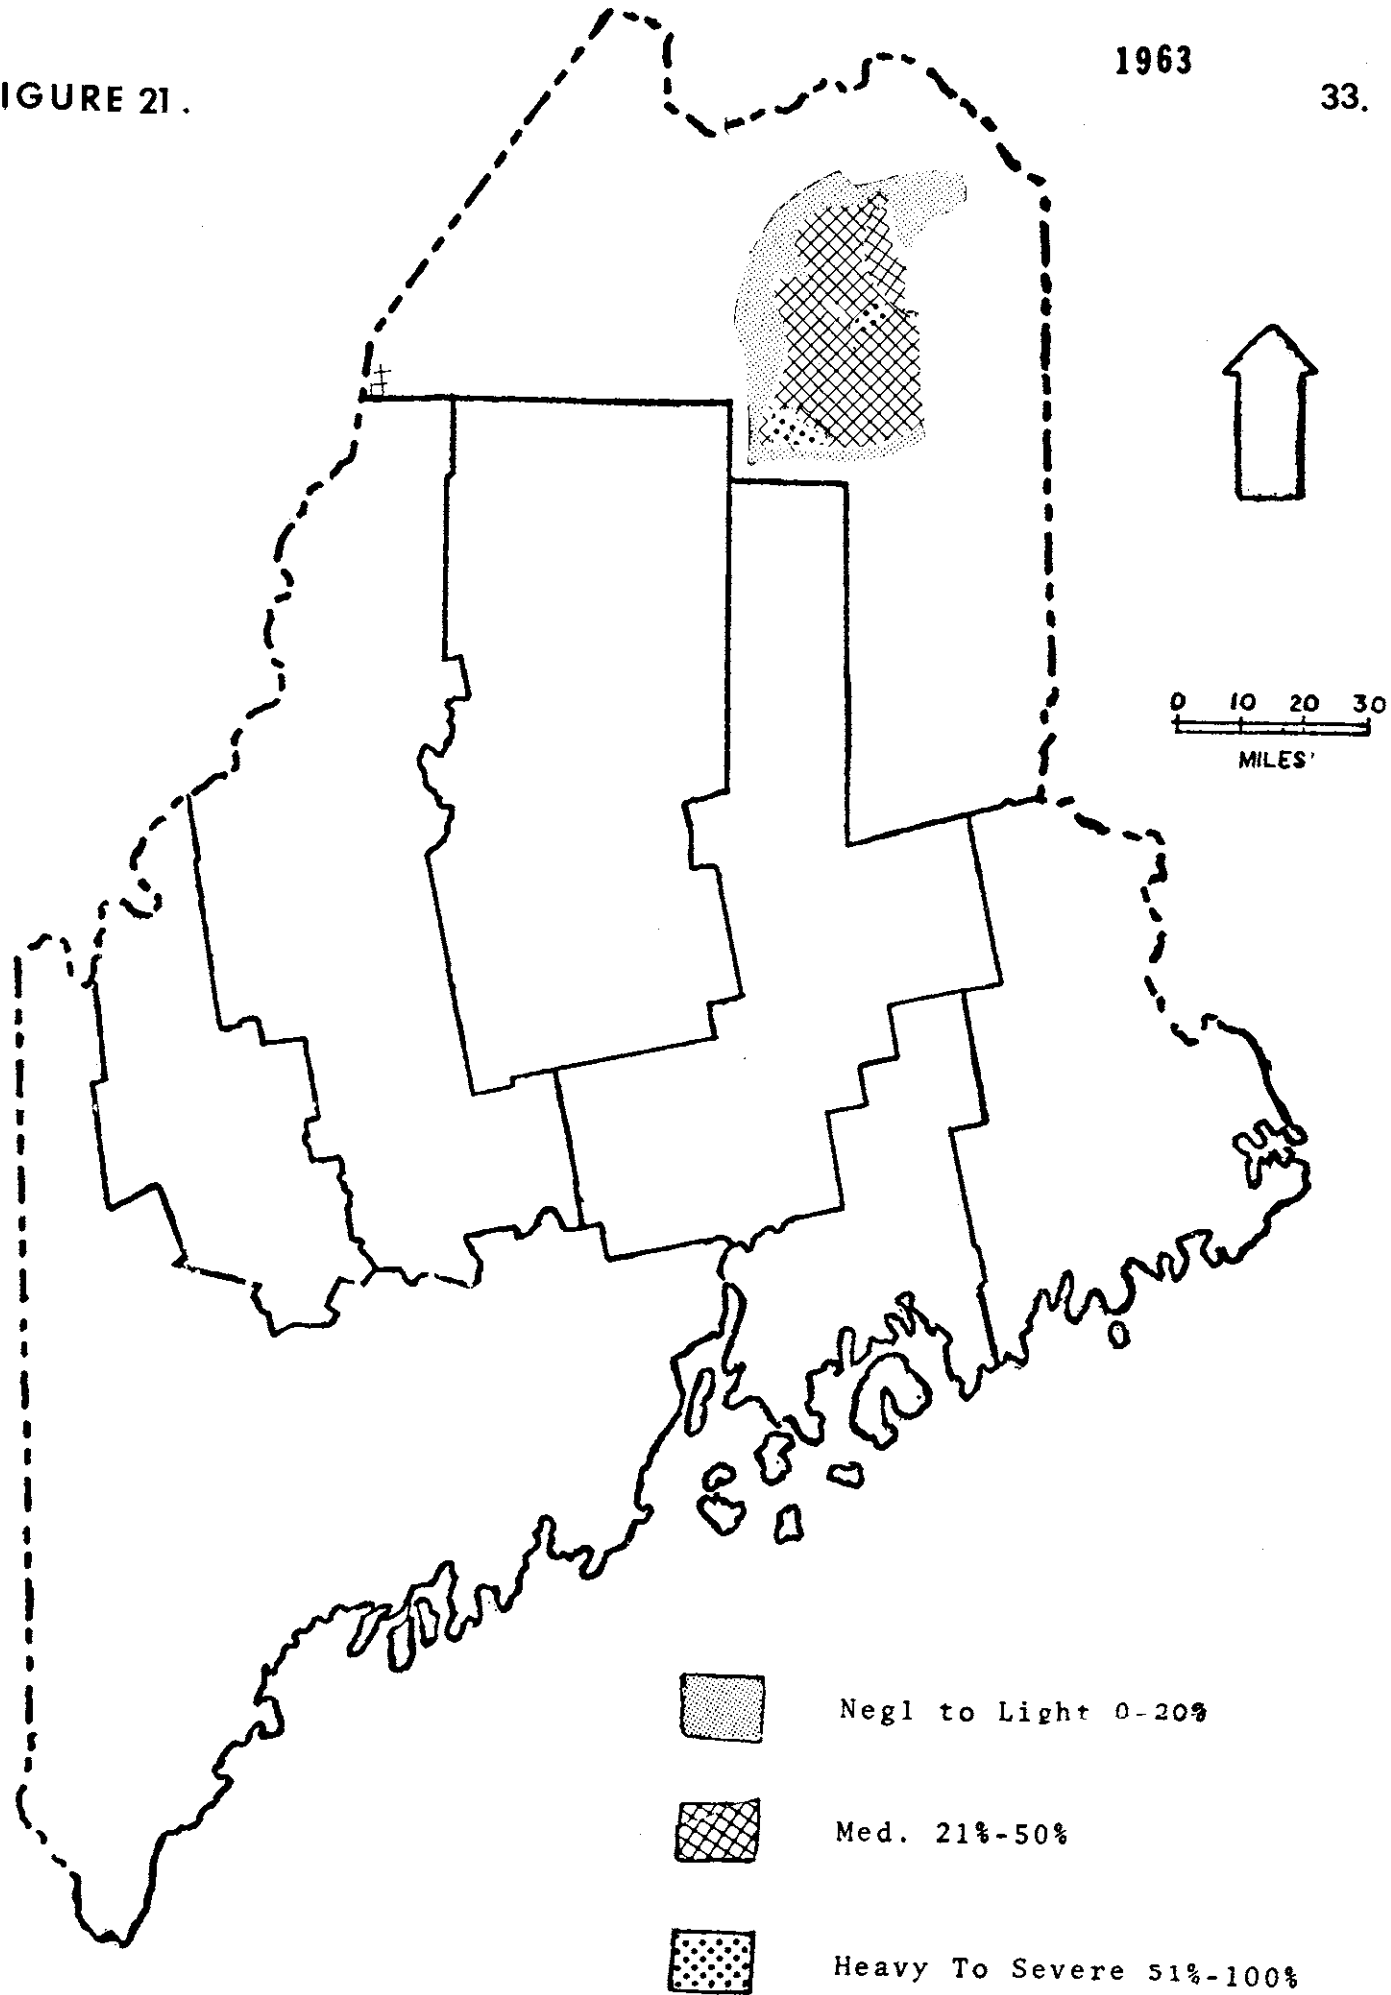 1963
IGURE 21.
33.
0 10 20 30
MILES
Negl to Light 0-20%
Med. 21%-50%
Heavy To Severe 51%-100%